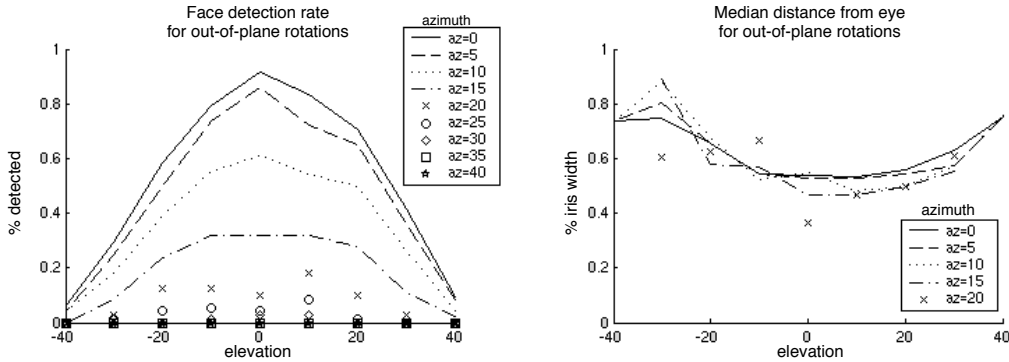 Face detection rate
for out-of-plane rotations
% detected
1
0.8
0.6
0.4
0.2
0
-40
-20
0
20
40
elevation
azimuth
az=0
az=5
az=10
az=15
az=20
az=25
az=30
az=35
az=40
Median distance from eye
for out-of-plane rotations
% iris width
1
0.8
0.6
0.4
0.2
0
-40
-20
0
20
40
elevation
azimuth
az=0
az=5
az=10
az=15
az=20